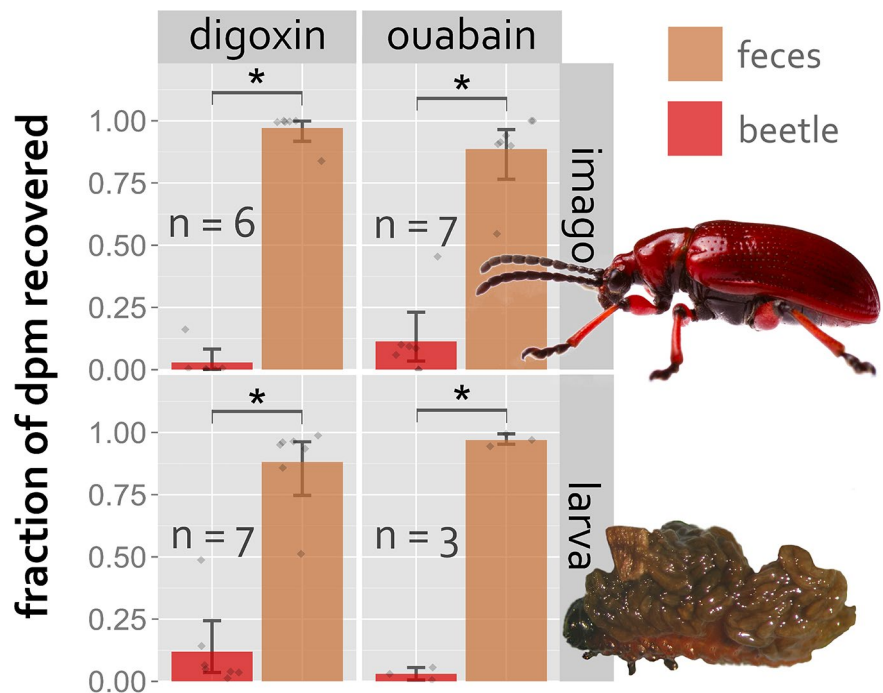 digoxin
ouabain
feces
beetle
fraction of dpm recovered
*
*
1.00
0.75
0.50
0.25
0.00
n = 6
n = 7
imago
*
*
1.00
0.75
0.50
0.25
0.00
n = 7
n = 3
larva